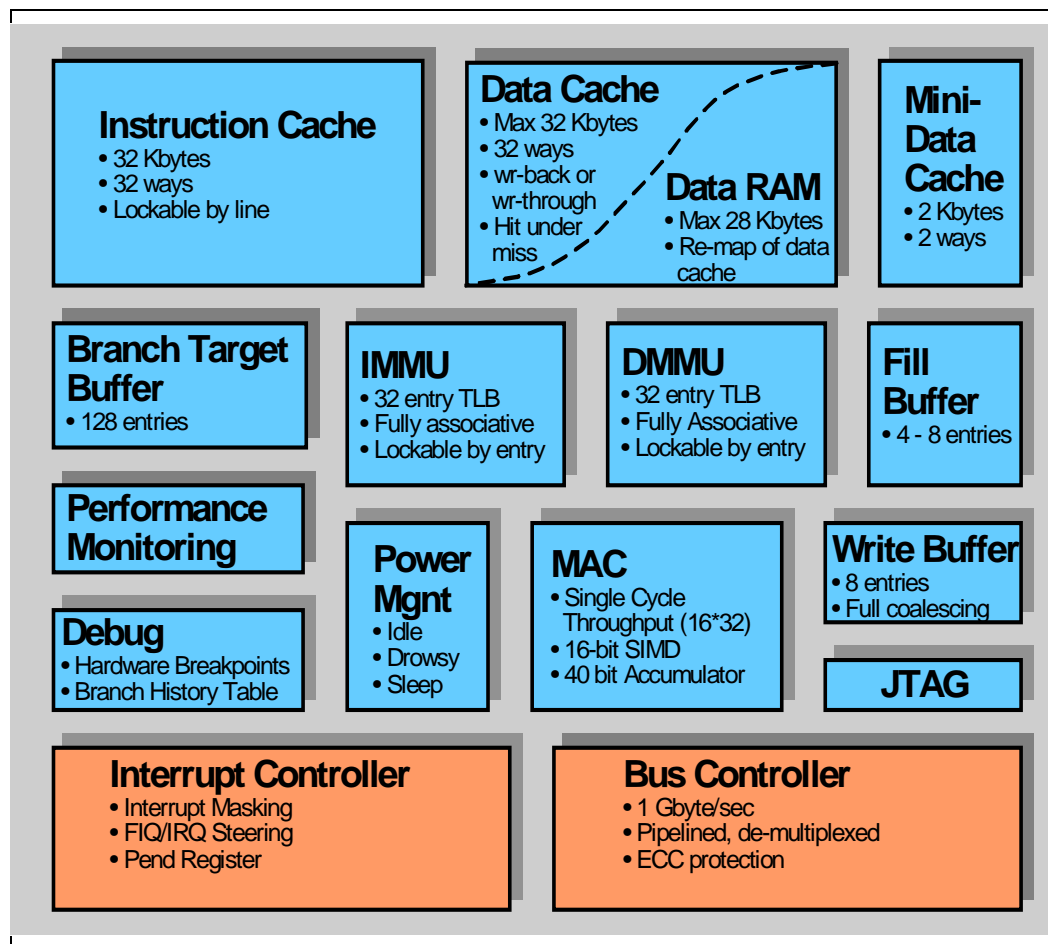 Instruction Cache
• 32 Kbytes
• 32 ways
• Lockable by line
Data Cache
• Max 32 Kbytes
• 32 ways
• wr-back or
wr-through
• Hit under
miss
Data RAM
• Max 28 Kbytes
• Re-map of data
cache
Mini-
Data
Cache
• 2 Kbytes
• 2 ways
Branch Target
Buffer
• 128 entries
IMMU
• 32 entry TLB
• Fully associative
• Lockable by entry
DMMU
• 32 entry TLB
• Fully Associative
• Lockable by entry
Fill
Buffer
• 4 - 8 entries
Performance
Monitoring
Power
Mgnt
• Idle
• Drowsy
• Sleep
MAC
• Single Cycle
Throughput (16*32)
• 16-bit SIMD
• 40 bit Accumulator
Write Buffer
• 8 entries
• Full coalescing
Debug
• Hardware Breakpoints
• Branch History Table
JTAG
Interrupt Controller
• Interrupt Masking
• FIQ/IRQ Steering
• Pend Register
Bus Controller
• 1 Gbyte/sec
• Pipelined, de-multiplexed
• ECC protection